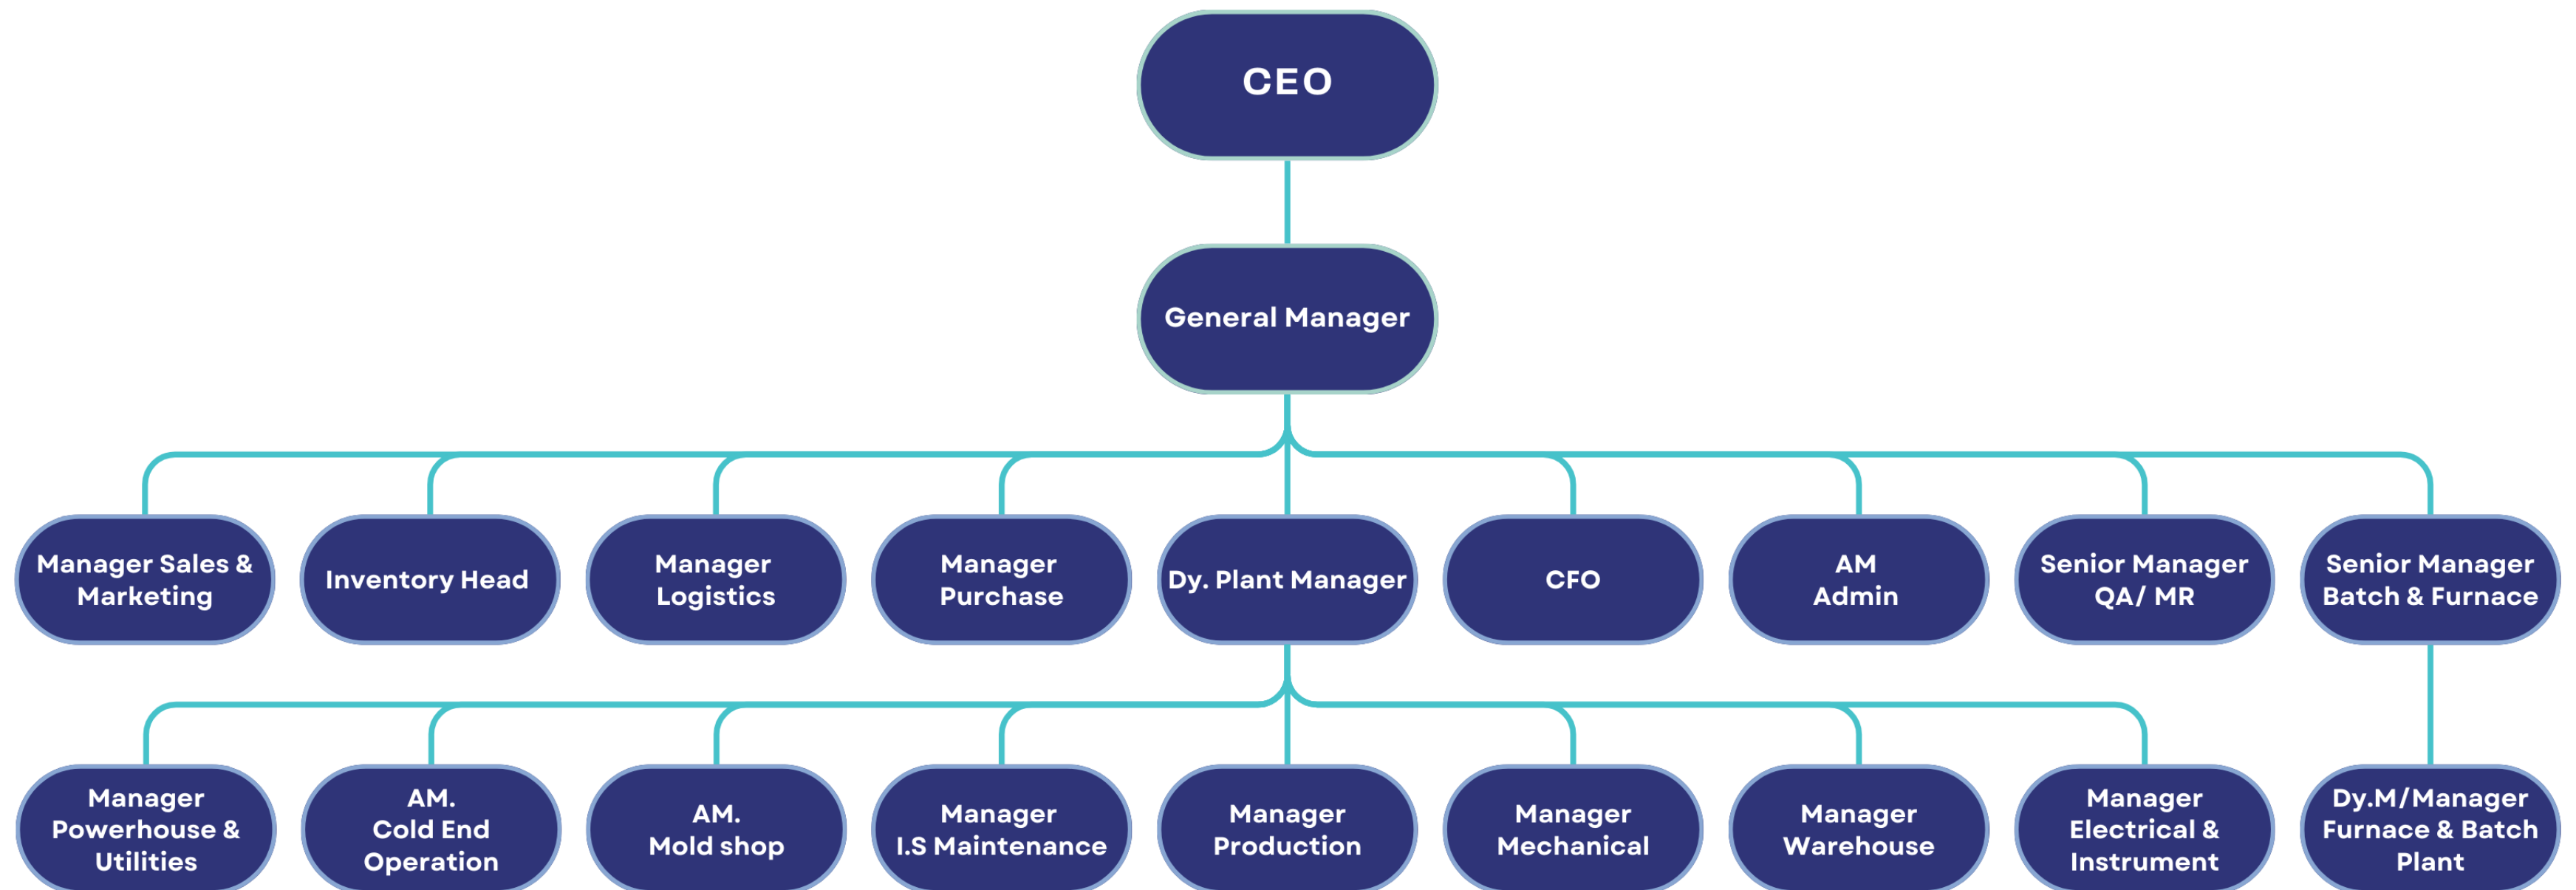 CEO
General Manager
Manager Sales &
Marketing
Inventory Head
Manager
Logistics
Manager
Purchase
Dy. Plant Manager
CFO
AM
Admin
Senior Manager
QA/ MR
Senior Manager
Batch & Furnace
Manager
Powerhouse &
Utilities
AM.
Cold End
Operation
AM.
Mold shop
Manager
I.S Maintenance
Manager
Production
Manager
Mechanical
Manager
Warehouse
Manager
Electrical &
Instrument
Dy.M/Manager
Furnace & Batch
Plant